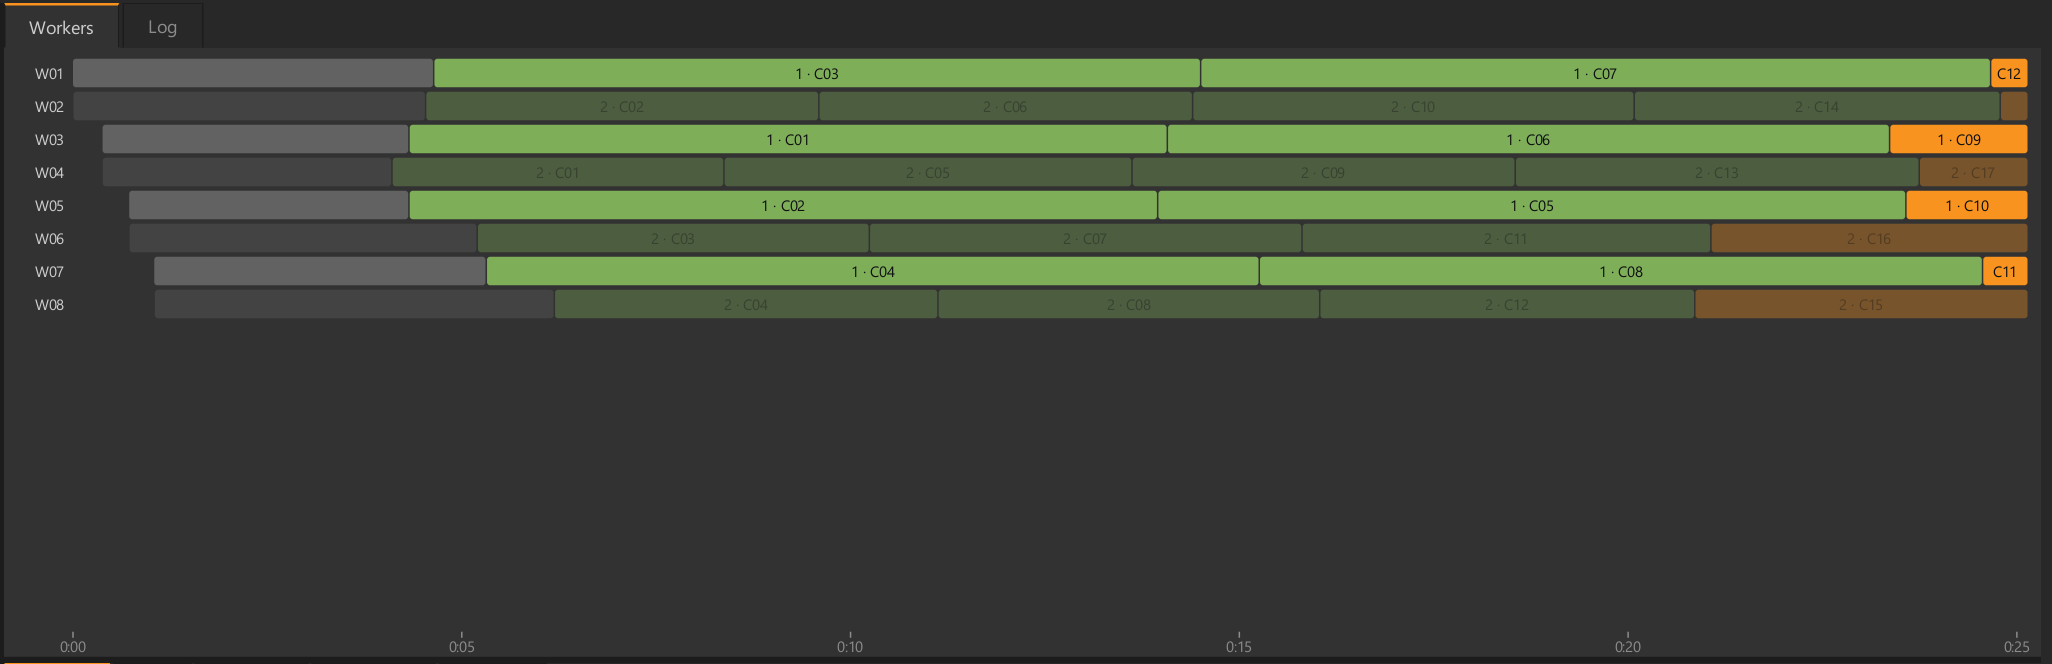 Workers Log
W01 1 · C03 1 · C07 C12
W02 2 · C02 2 · C06 2 · C10 2 · C14
W03 1 · C01 1 · C06 1 · C09
W04 2 · C01 2 · C05 2 · C09 2 · C13 2 · C17
W05 1 · C02 1 · C05 1 · C10
W06 2 · C03 2 · C07 2 · C11 2 · C16
W07 1 · C04 1 · C08 C11
W08 2 · C04 2 · C08 2 · C12 2 · C15
0:00 0:05 0:10 0:15 0:20 0:25